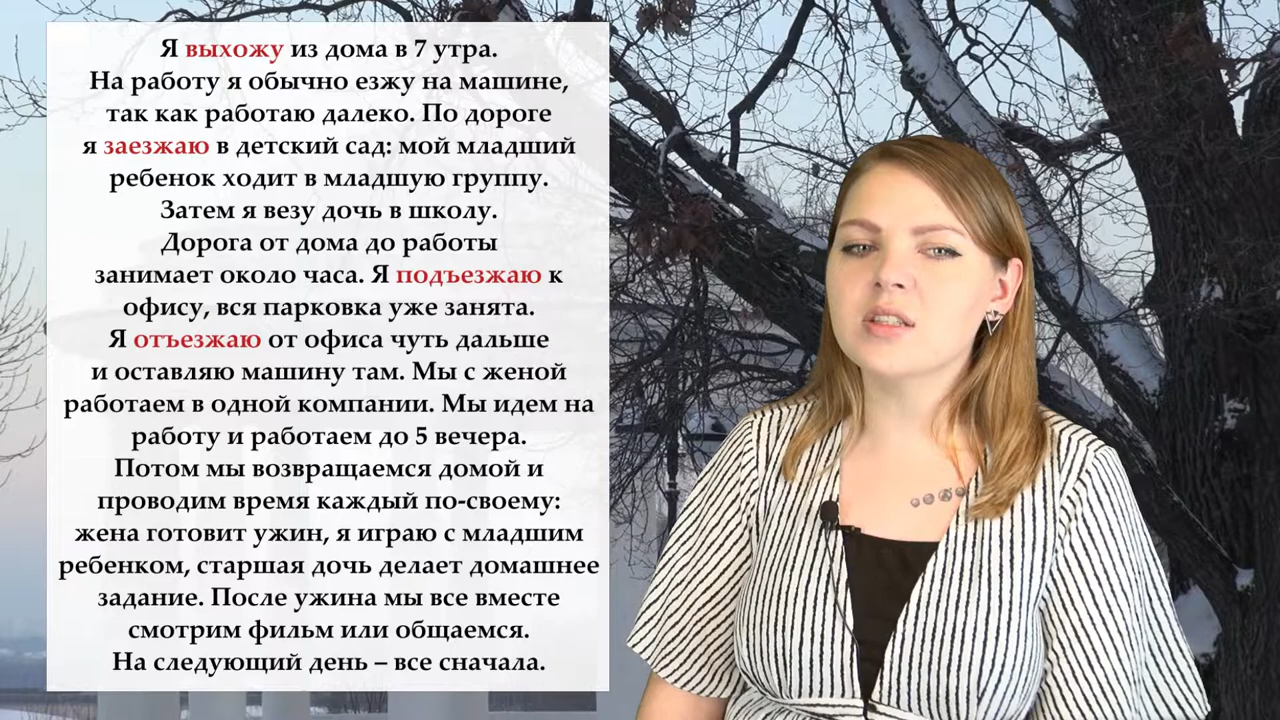 Я выхожу из дома в 7 утра.
На работу я обычно езжу на машине,
так как работаю далеко. По дороге
я заезжаю в детский сад: мой младший
ребенок ходит в младшую группу.
Затем я везу дочь в школу.
Дорога от дома до работы
занимает около часа. Я подъезжаю к
офису, вся парковка уже занята.
Я отъезжаю от офиса чуть дальше
и оставляю машину там. Мы с женой
работаем в одной компании. Мы идем на
работу и работаем до 5 вечера.
Потом мы возвращаемся домой и
проводим время каждый по-своему:
жена готовит ужин, я играю с младшим
ребенком, старшая дочь делает домашнее
задание. После ужина мы все вместе
смотрим фильм или общаемся.
На следующий день – все сначала.